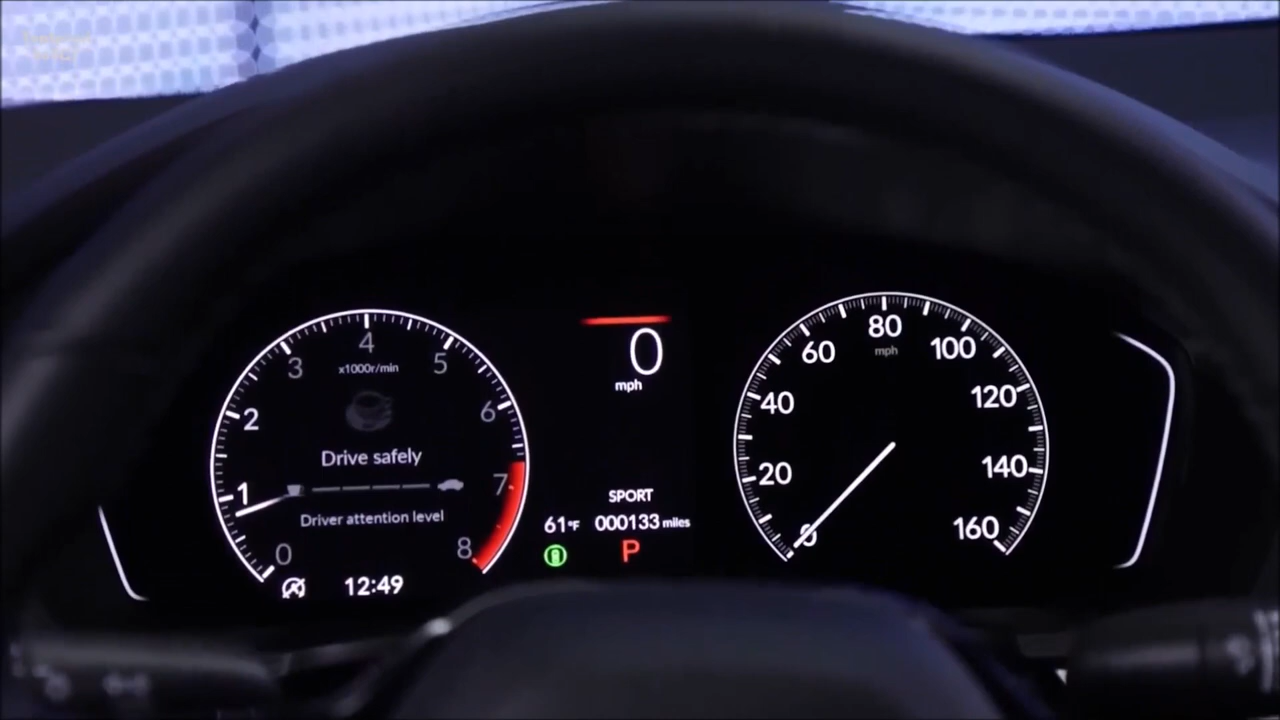 4
3
5
x1000r/min
2
6
Drive safely
1
7
Driver attention level
0
8
12:49
0
mph
SPORT
61°F
000133 miles
P
80
60
mph
100
40
120
20
140
0
160